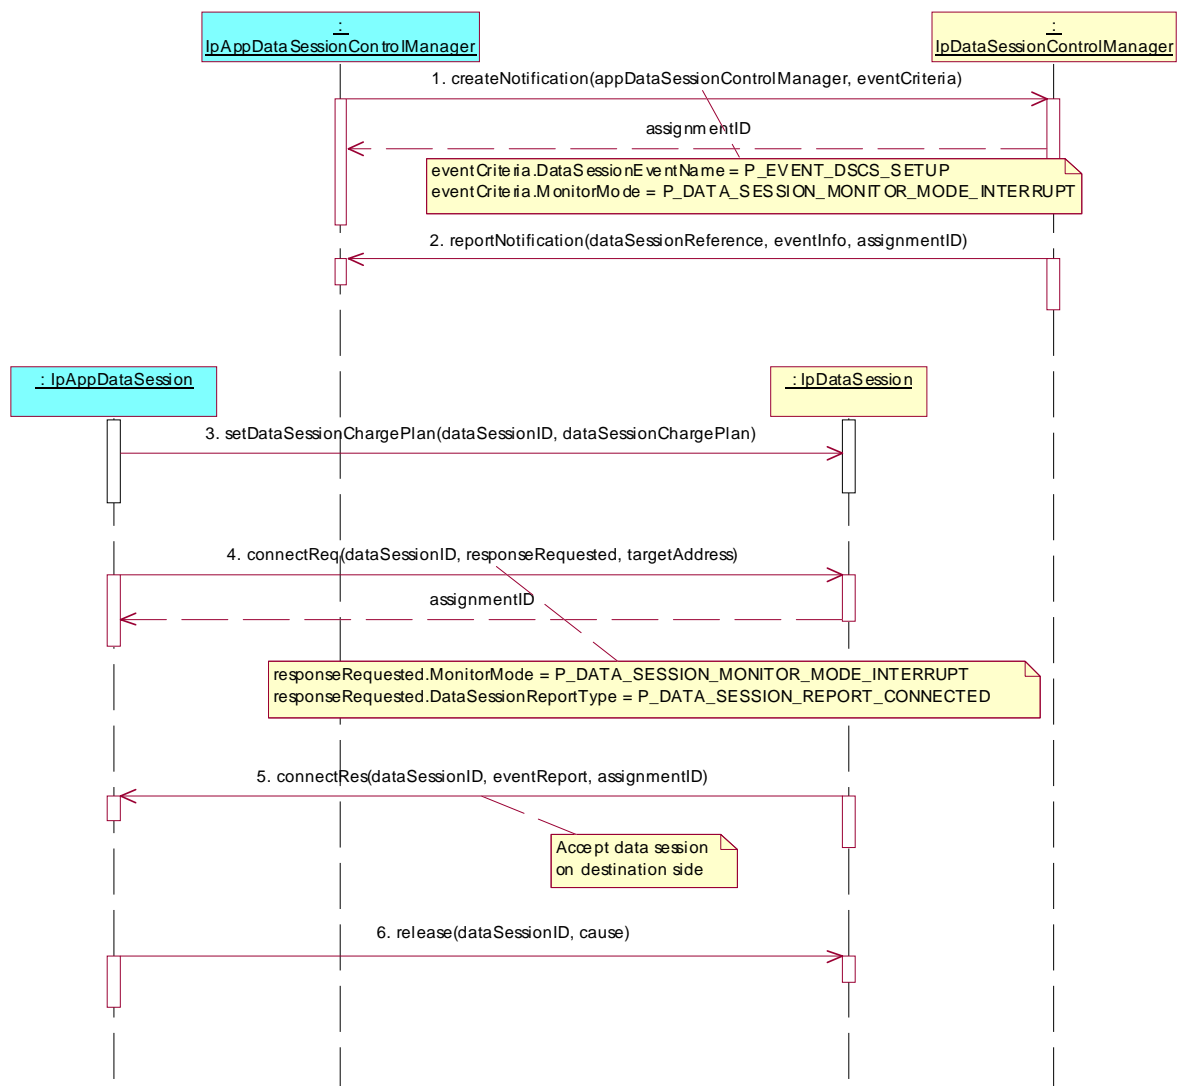 :
IpAppDataSessionControlManager
:
IpDataSessionControlManager
1. createNotification(appDataSessionControlManager, eventCriteria)
assignmentID
eventCriteria.DataSessionEventName = P_EVENT_DSCS_SETUP
eventCriteria.MonitorMode = P_DATA_SESSION_MONITOR_MODE_INTERRUPT
2. reportNotification(dataSessionReference, eventInfo, assignmentID)
: IpAppDataSession
: IpDataSession
3. setDataSessionChargePlan(dataSessionID, dataSessionChargePlan)
4. connectReq(dataSessionID, responseRequested, targetAddress)
assignmentID
responseRequested.MonitorMode = P_DATA_SESSION_MONITOR_MODE_INTERRUPT
responseRequested.DataSessionReportType = P_DATA_SESSION_REPORT_CONNECTED
5. connectRes(dataSessionID, eventReport, assignmentID)
Accept data session
on destination side
6. release(dataSessionID, cause)